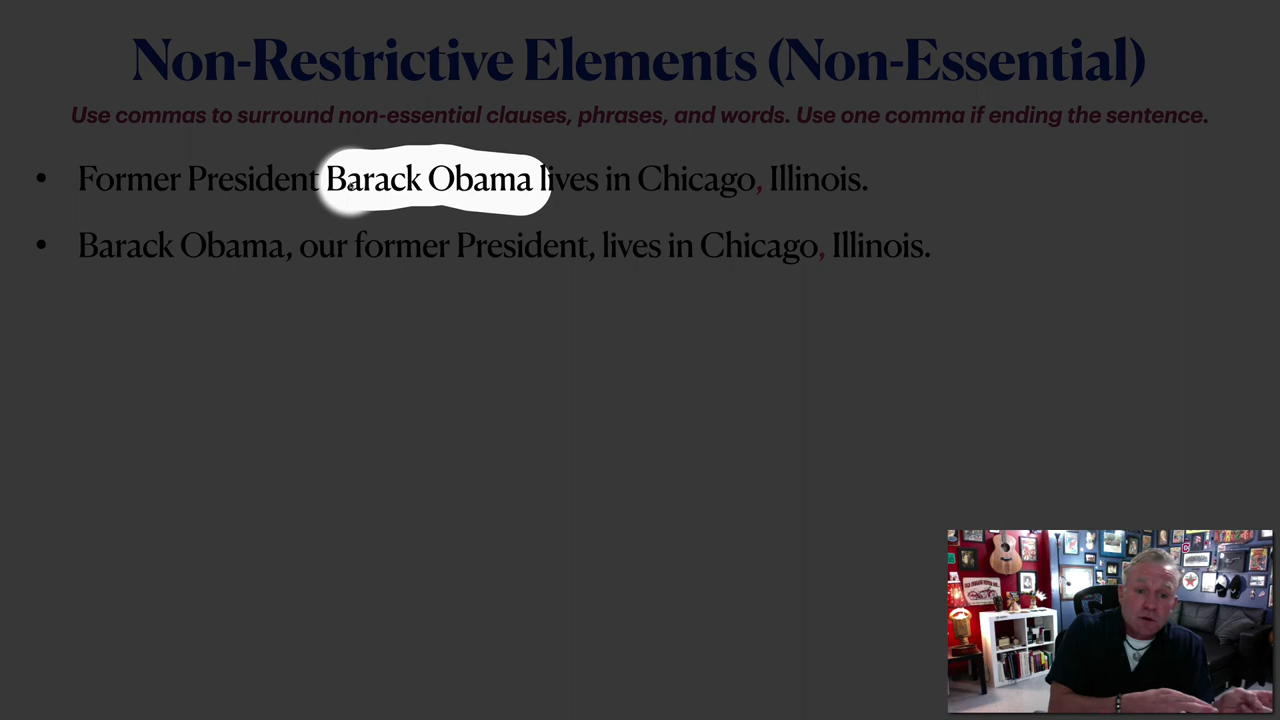 Non-Restrictive Elements (Non-Essential)
Use commas to surround non-essential clauses, phrases, and words. Use one comma if ending the sentence.
• Former President Barack Obama lives in Chicago, Illinois.
• Barack Obama, our former President, lives in Chicago, Illinois.